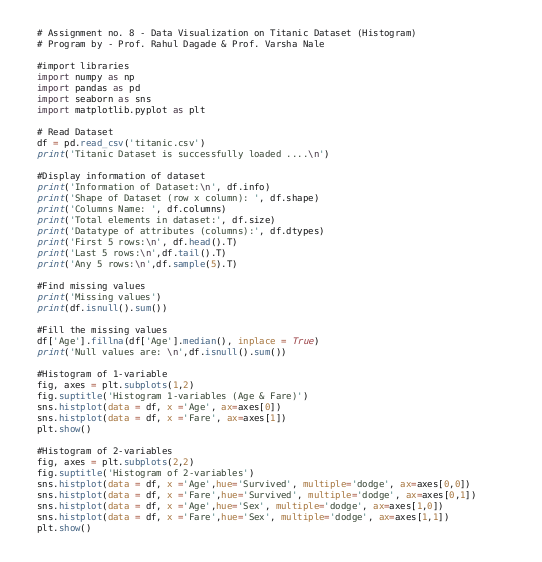 # Assignment no. 8 - Data Visualization on Titanic Dataset (Histogram)
# Program by - Prof. Rahul Dagade & Prof. Varsha Nale
#import libraries
import numpy as np
import pandas as pd
import seaborn as sns
import matplotlib.pyplot as plt
# Read Dataset
df = pd.read_csv('titanic.csv')
print('Titanic Dataset is successfully loaded ....\n')
#Display information of dataset
print('Information of Dataset:\n', df.info)
print('Shape of Dataset (row x column): ', df.shape)
print('Columns Name: ', df.columns)
print('Total elements in dataset:', df.size)
print('Datatype of attributes (columns):', df.dtypes)
print('First 5 rows:\n', df.head().T)
print('Last 5 rows:\n',df.tail().T)
print('Any 5 rows:\n',df.sample(5).T)
#Find missing values
print('Missing values')
print(df.isnull().sum())
#Fill the missing values
df['Age'].fillna(df['Age'].median(), inplace = True)
print('Null values are: \n',df.isnull().sum())
#Histogram of 1-variable
fig, axes = plt.subplots(1,2)
fig.suptitle('Histogram 1-variables (Age & Fare)')
sns.histplot(data = df, x ='Age', ax=axes[0])
sns.histplot(data = df, x ='Fare', ax=axes[1])
plt.show()
#Histogram of 2-variables
fig, axes = plt.subplots(2,2)
fig.suptitle('Histogram of 2-variables')
sns.histplot(data = df, x ='Age',hue='Survived', multiple='dodge', ax=axes[0,0])
sns.histplot(data = df, x ='Fare',hue='Survived', multiple='dodge', ax=axes[0,1])
sns.histplot(data = df, x ='Age',hue='Sex', multiple='dodge', ax=axes[1,0])
sns.histplot(data = df, x ='Fare',hue='Sex', multiple='dodge', ax=axes[1,1])
plt.show()